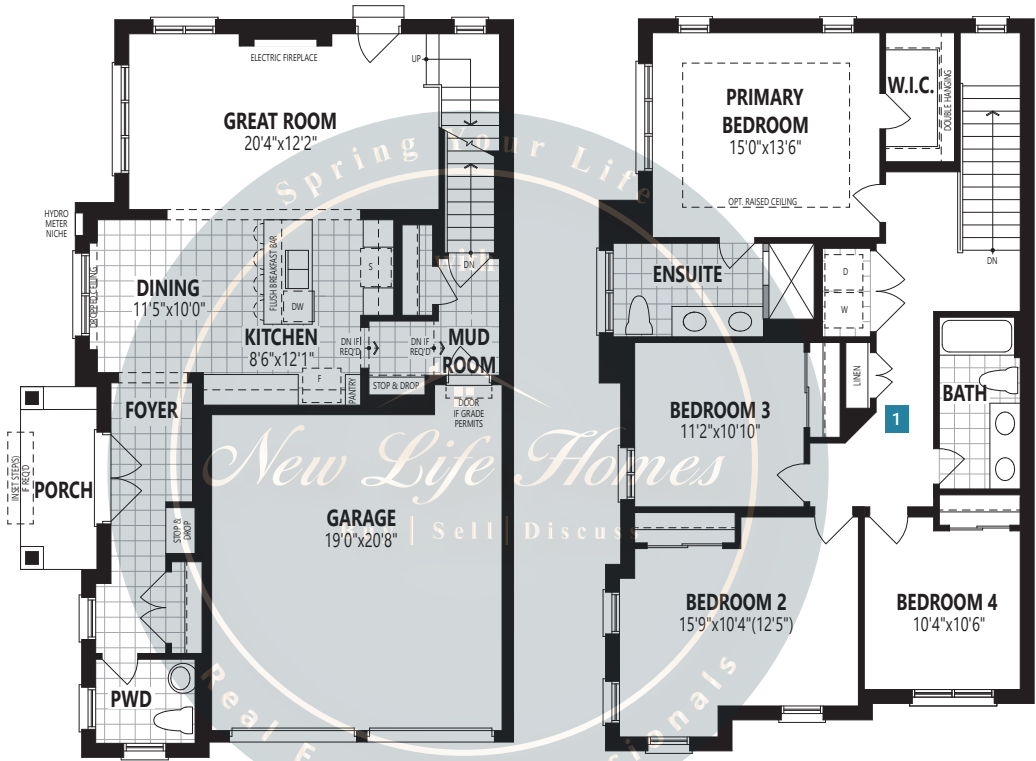 ELECTRIC FIREPLACE
UP
GREAT ROOM
20'4"x12'2"
HYDRO
METER
NICHE
DROPPED CEILING
DINING
11'5"x10'0"
FLUSH BREAKFAST BAR
DW
S
DN
KITCHEN
8'6"x12'1"
DN IF
REQ'D
DN IF
REQ'D
MUD
ROOM
F
PANTRY
STOP & DROP
DOOR
IF GRADE
PERMITS
FOYER
INSET STEP(S)
IF REQ'D
PORCH
STOP &
DROP
GARAGE
19'0"x20'8"
PWD
PRIMARY
BEDROOM
15'0"x13'6"
OPT. RAISED CEILING
W.I.C.
DOUBLE HANGING
DN
ENSUITE
D
W
LINEN
BEDROOM 3
11'2"x10'10"
1
BATH
BEDROOM 2
15'9"x10'4"(12'5")
BEDROOM 4
10'4"x10'6"
Spring Your Life
New Life Homes
| Sell | Discuss
Real